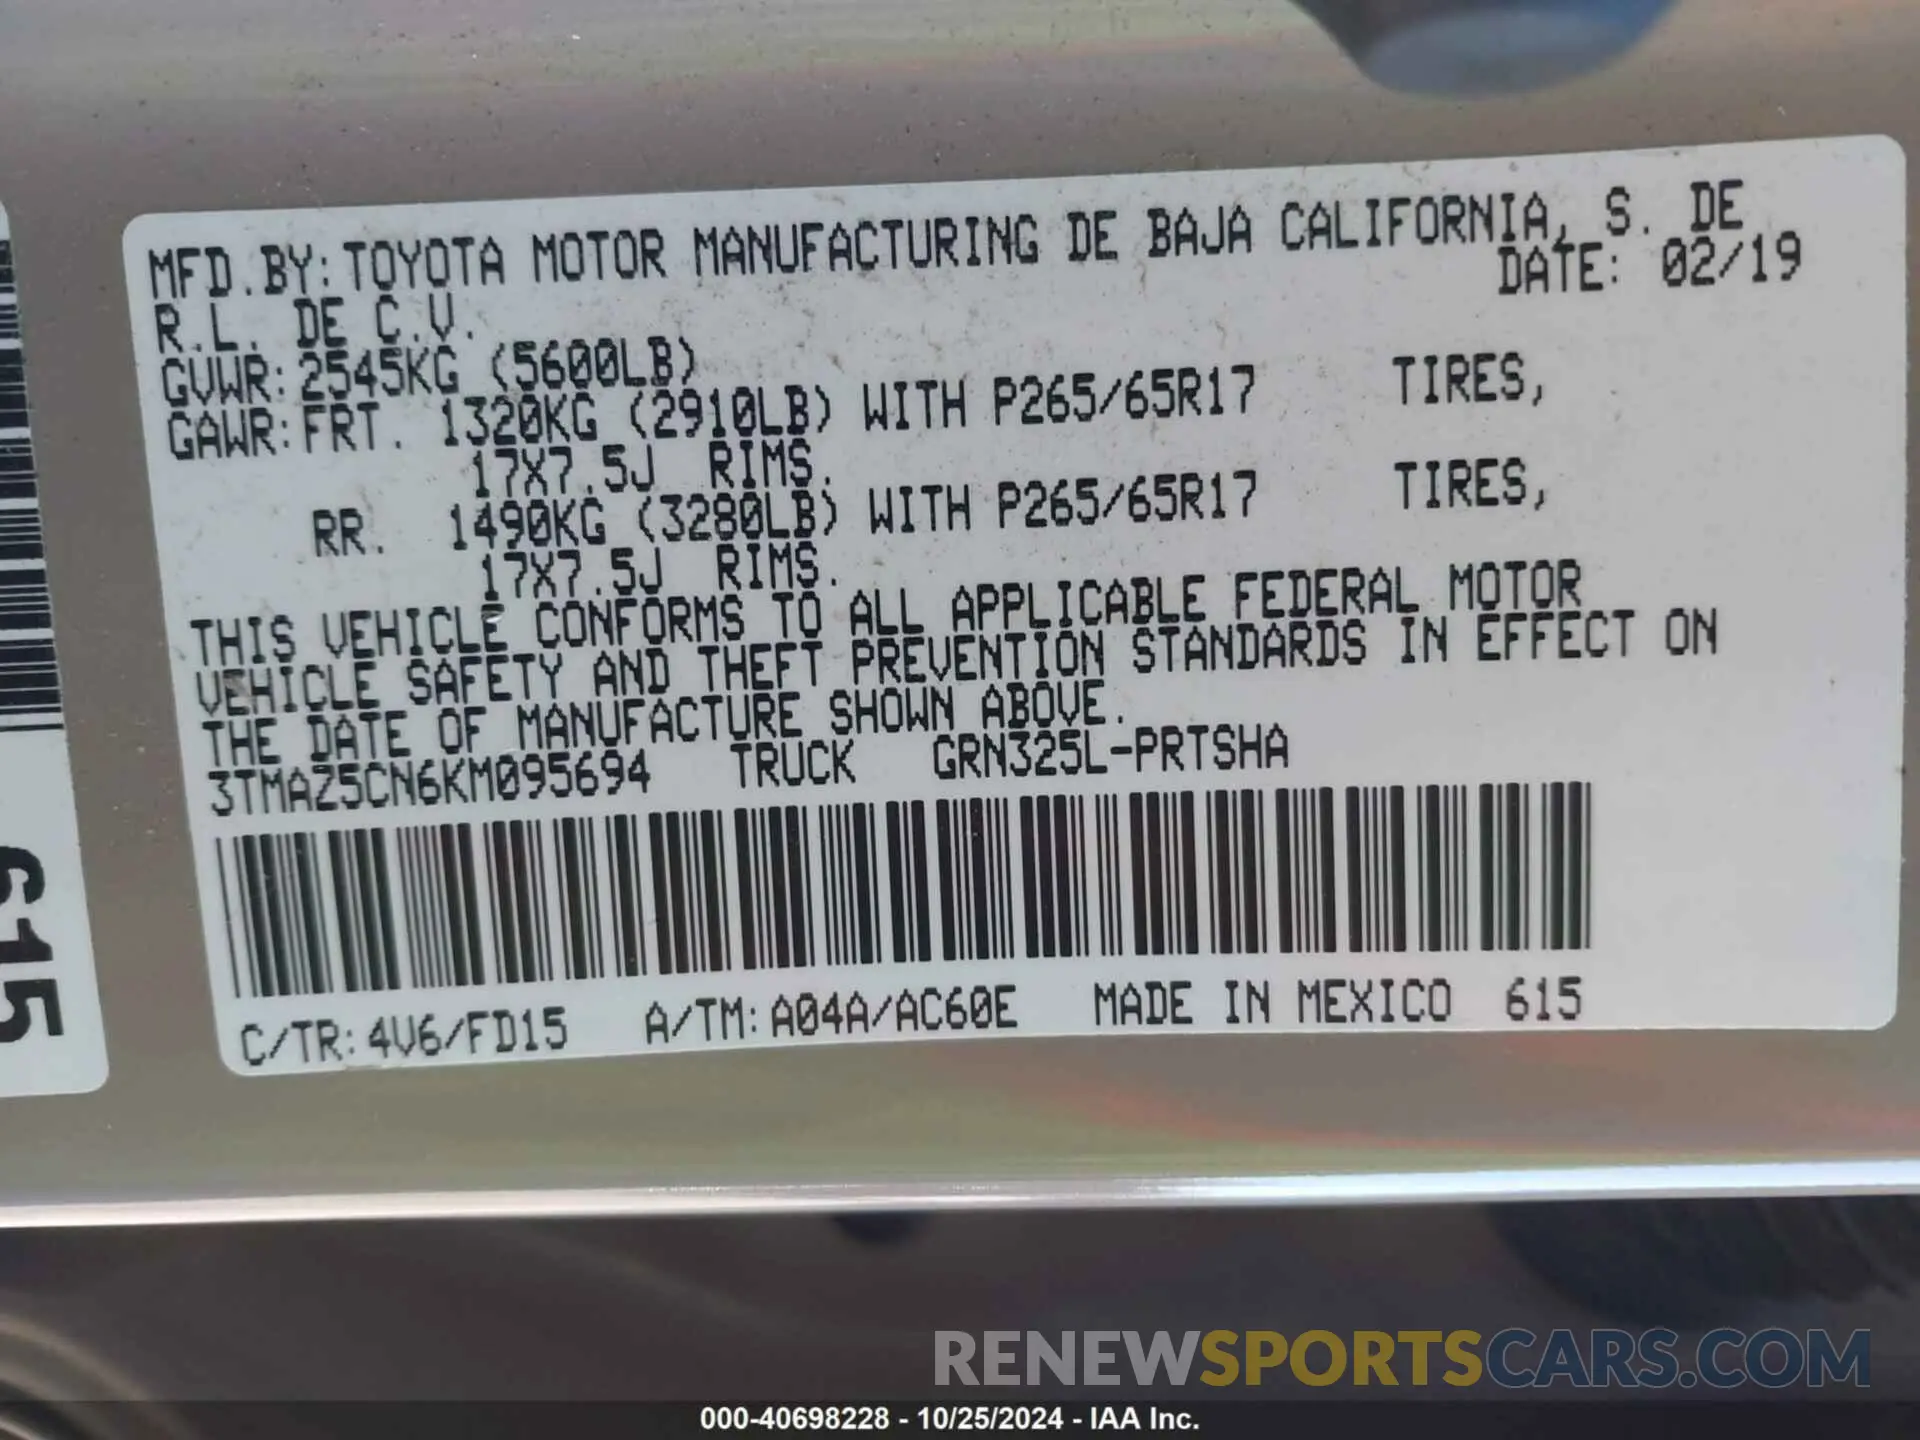 MFD.BY: TOYOTA MOTOR MANUFACTURING DE BAJA CALIFORNIA, S. DE
R.L. DE C.V. DATE: 02/19
GVWR: 2545KG (5600LB)
GAWR: FRT. 1320KG (2910LB) WITH P265/65R17 TIRES,
17X7.5J RIMS.
RR. 1490KG (3280LB) WITH P265/65R17 TIRES,
17X7.5J RIMS.
THIS VEHICLE CONFORMS TO ALL APPLICABLE FEDERAL MOTOR
VEHICLE SAFETY AND THEFT PREVENTION STANDARDS IN EFFECT ON
THE DATE OF MANUFACTURE SHOWN ABOVE.
3TMAZ5CN6KM095694 TRUCK GRN325L-PRTSHA
C/TR: 4V6/FD15 A/TM: A04A/AC60E MADE IN MEXICO 615
615
RENEWSPORTSCARS.COM
000-40698228 - 10/25/2024 - IAA Inc.